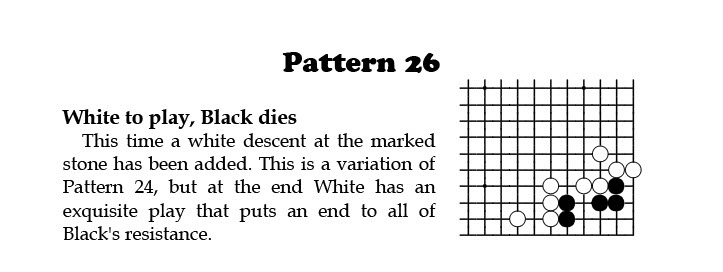 Pattern 26
White to play, Black dies
This time a white descent at the marked
stone has been added. This is a variation of
Pattern 24, but at the end White has an
exquisite play that puts an end to all of
Black's resistance.